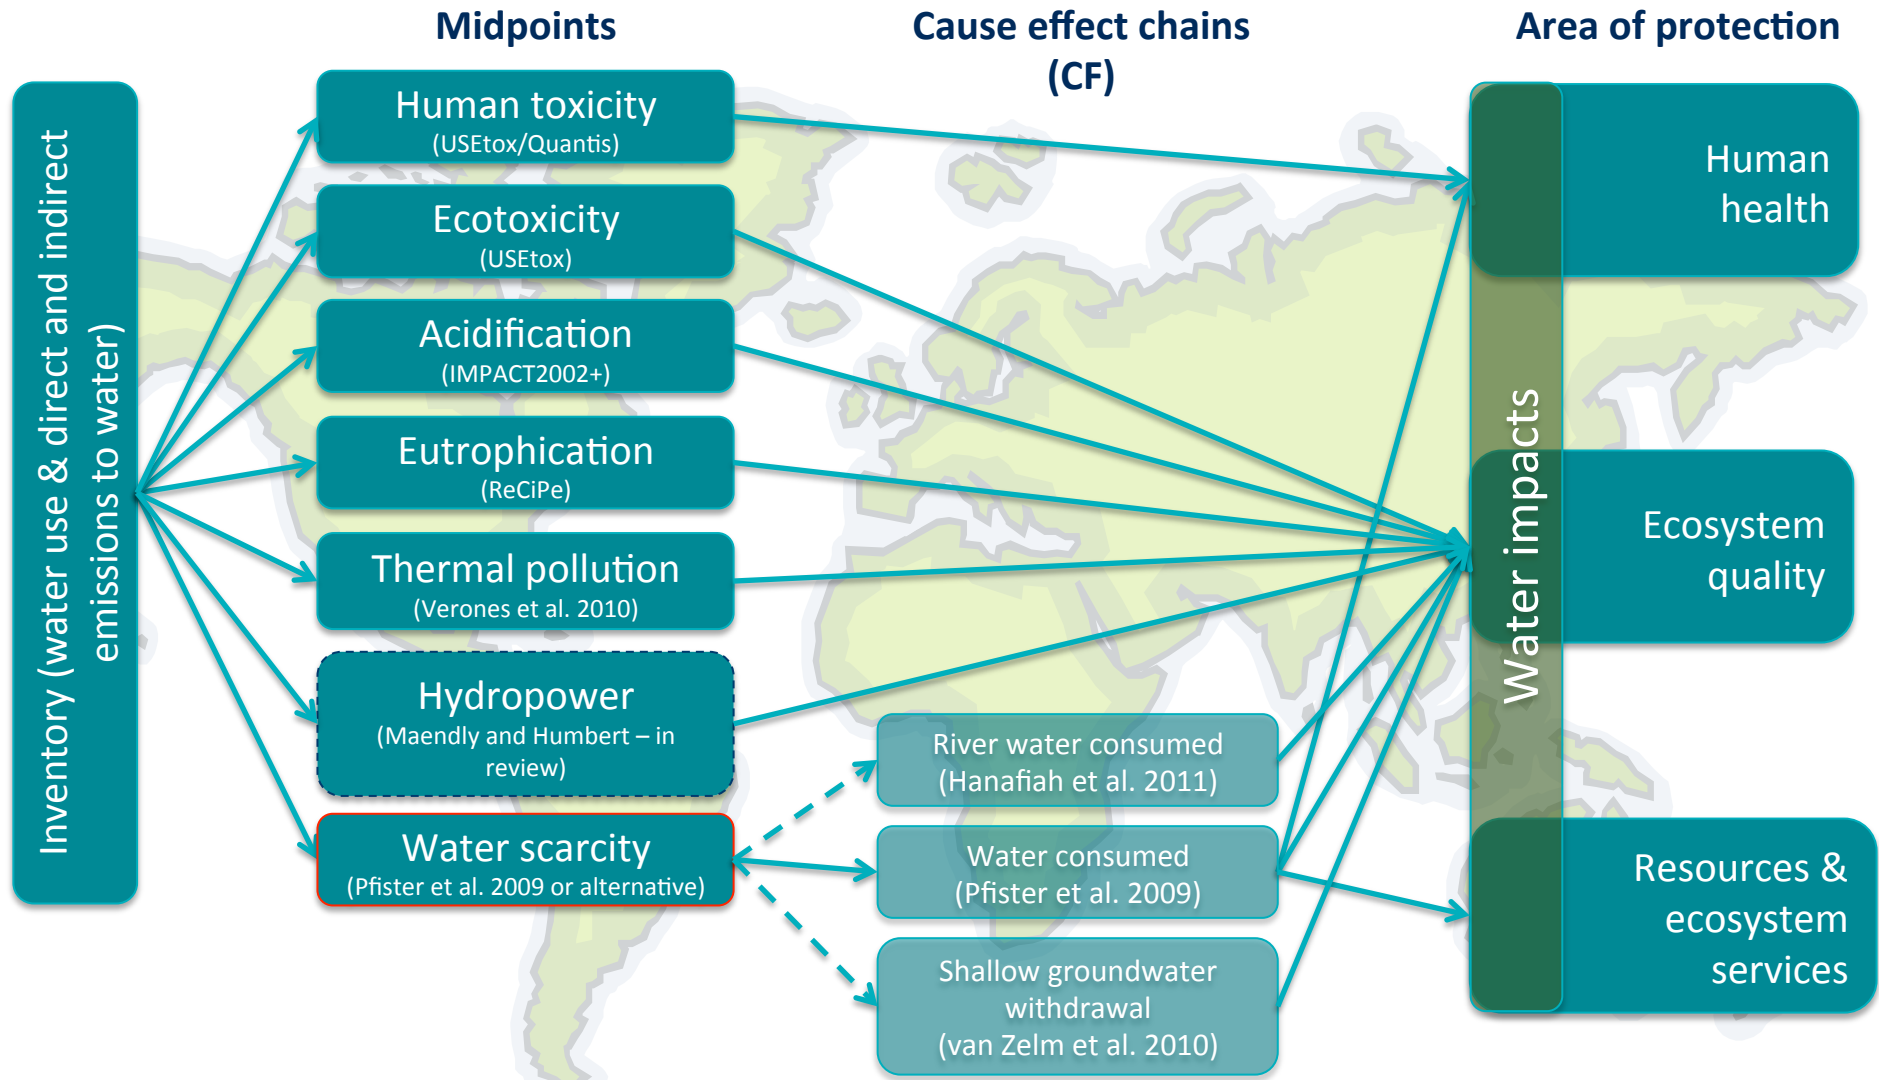 Midpoints
Cause effect chains
(CF)
Area of protection
Inventory (water use & direct and indirect
emissions to water)
Human toxicity
(USEtox/Quantis)
Ecotoxicity
(USEtox)
Acidification
(IMPACT2002+)
Eutrophication
(ReCiPe)
Thermal pollution
(Verones et al. 2010)
Hydropower
(Maendly and Humbert – in
review)
Water scarcity
(Pfister et al. 2009 or alternative)
River water consumed
(Hanafiah et al. 2011)
Water consumed
(Pfister et al. 2009)
Shallow groundwater
withdrawal
(van Zelm et al. 2010)
Water impacts
Human
health
Ecosystem
quality
Resources &
ecosystem
services